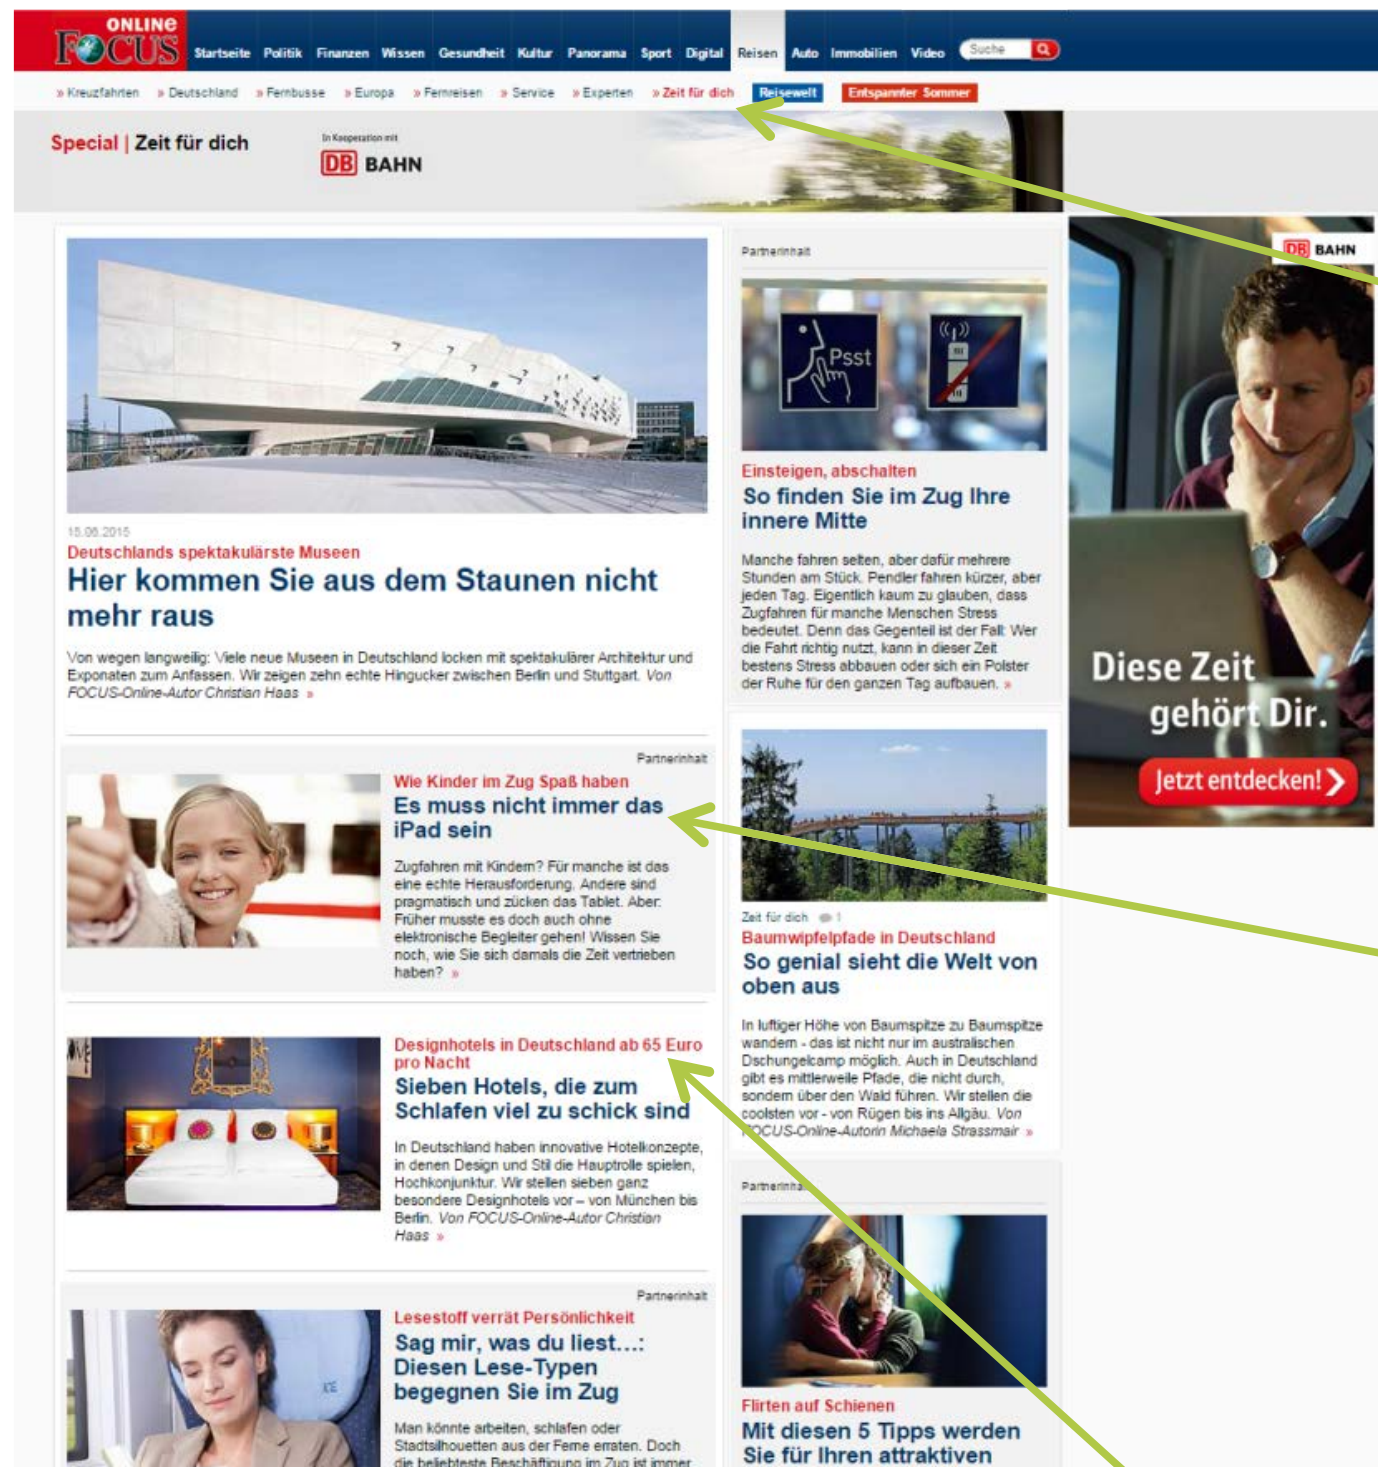 ONLINE
FOCUS
Startseite Politik Finanzen Wissen Gesundheit Kultur Panorama Sport Digital Reisen Auto Immobilien Video Suche
» Kreuzfahrten » Deutschland » Fernbusse » Europa » Fernreisen » Service » Experten » Zeit für dich Reisewelt Entspannter Sommer
Special | Zeit für dich
In Kooperation mit
DB BAHN
15.06.2015
Deutschlands spektakulärste Museen
Hier kommen Sie aus dem Staunen nicht
mehr raus
Von wegen langweilig: Viele neue Museen in Deutschland locken mit spektakulärer Architektur und
Exponaten zum Anfassen. Wir zeigen zehn echte Hingucker zwischen Berlin und Stuttgart. Von
FOCUS-Online-Autor Christian Haas »
Partnerinhalt
Wie Kinder im Zug Spaß haben
Es muss nicht immer das
iPad sein
Zugfahren mit Kindern? Für manche ist das
eine echte Herausforderung. Andere sind
pragmatisch und zücken das Tablet. Aber:
Früher musste es doch auch ohne
elektronische Begleiter gehen! Wissen Sie
noch, wie Sie sich damals die Zeit vertrieben
haben? »
Designhotels in Deutschland ab 65 Euro
pro Nacht
Sieben Hotels, die zum
Schlafen viel zu schick sind
In Deutschland haben innovative Hotelkonzepte,
in denen Design und Stil die Hauptrolle spielen,
Hochkonjunktur. Wir stellen sieben ganz
besondere Designhotels vor – von München bis
Berlin. Von FOCUS-Online-Autor Christian
Haas »
Partnerinhalt
Lesestoff verrät Persönlichkeit
Sag mir, was du liest...:
Diesen Lese-Typen
begegnen Sie im Zug
Man könnte arbeiten, schlafen oder
Stadtsilhouetten aus der Ferne erraten. Doch
die beliebteste Beschäftigung im Zug ist immer
Partnerinhalt
Psst
Einsteigen, abschalten
So finden Sie im Zug Ihre
innere Mitte
Manche fahren selten, aber dafür mehrere
Stunden am Stück. Pendler fahren kürzer, aber
jeden Tag. Eigentlich kaum zu glauben, dass
Zugfahren für manche Menschen Stress
bedeutet. Denn das Gegenteil ist der Fall: Wer
die Fahrt richtig nutzt, kann in dieser Zeit
bestens Stress abbauen oder sich ein Polster
der Ruhe für den ganzen Tag aufbauen. »
Zeit für dich 1
Baumwipfelpfade in Deutschland
So genial sieht die Welt von
oben aus
In luftiger Höhe von Baumspitze zu Baumspitze
wandern - das ist nicht nur im australischen
Dschungelcamp möglich. Auch in Deutschland
gibt es mittlerweile Pfade, die nicht durch,
sondern über den Wald führen. Wir stellen die
coolsten vor - von Rügen bis ins Allgäu. Von
FOCUS-Online-Autorin Michaela Strassmair »
Partnerinhalt
Flirten auf Schienen
Mit diesen 5 Tipps werden
Sie für Ihren attraktiven
DB BAHN
Diese Zeit
gehört Dir.
Jetzt entdecken!